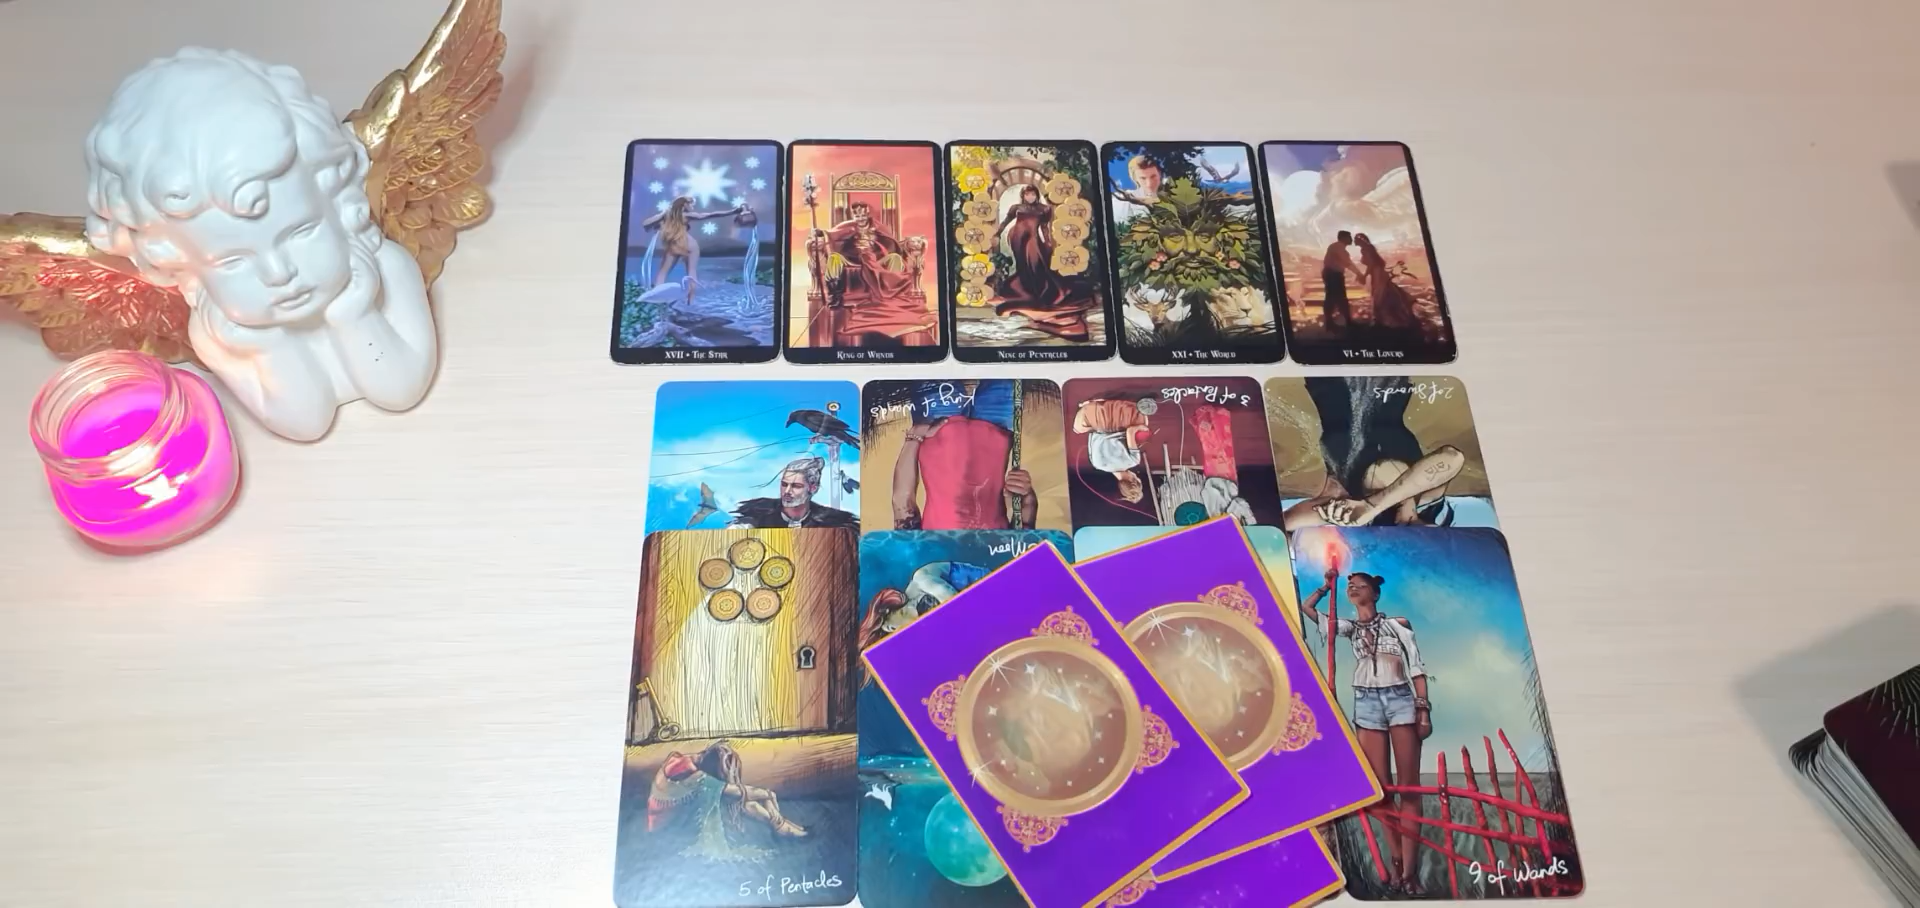 XVII • The Star
King of Wands
Nine of Pentacles
XXI • The World
VI • The Lovers
King of wands
3 of Pentacles
2 of Swords
Moon
5 of Pentacles
9 of Wands